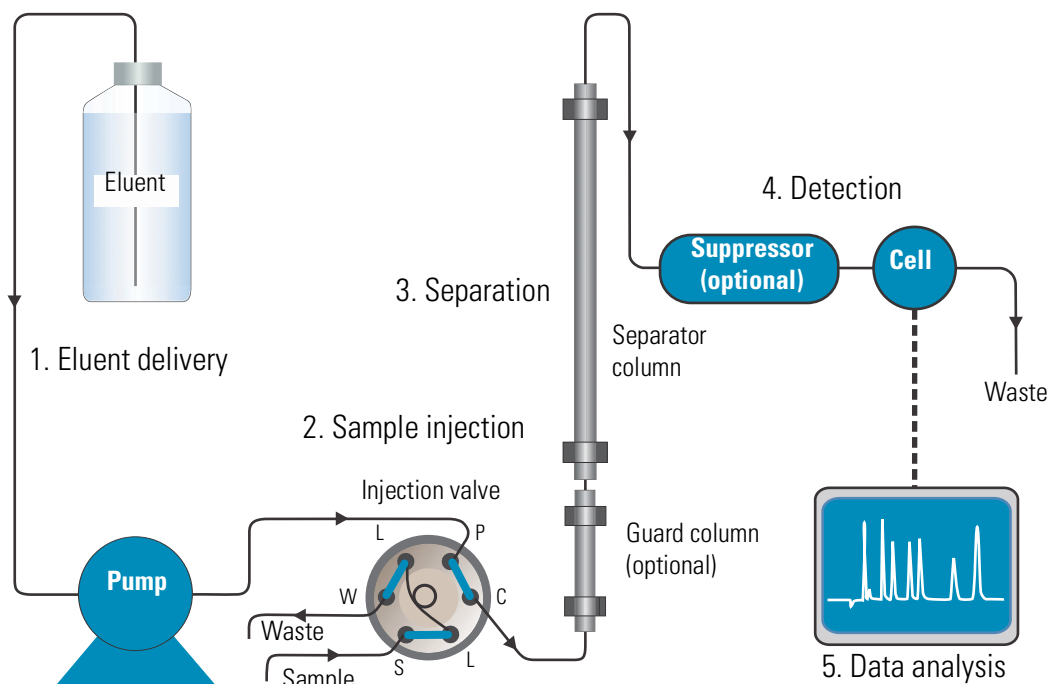 Eluent
1. Eluent delivery
Pump
2. Sample injection
Injection valve
L
P
W
C
S
L
Waste
Sample
3. Separation
Separator
column
Guard column
(optional)
4. Detection
Suppressor
(optional)
Cell
Waste
5. Data analysis